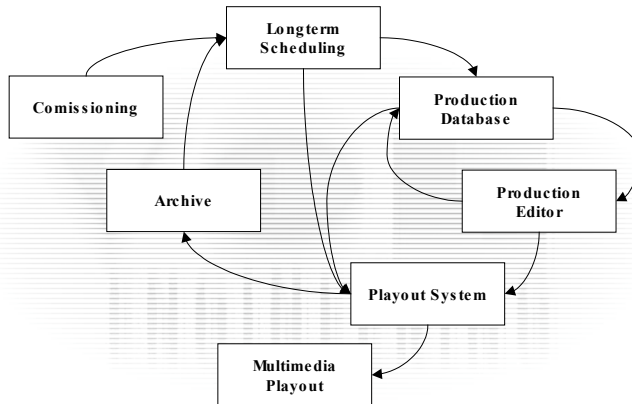 Longterm
Scheduling
Comissioning
Production
Database
Archive
Production
Editor
Playout System
Multimedia
Playout